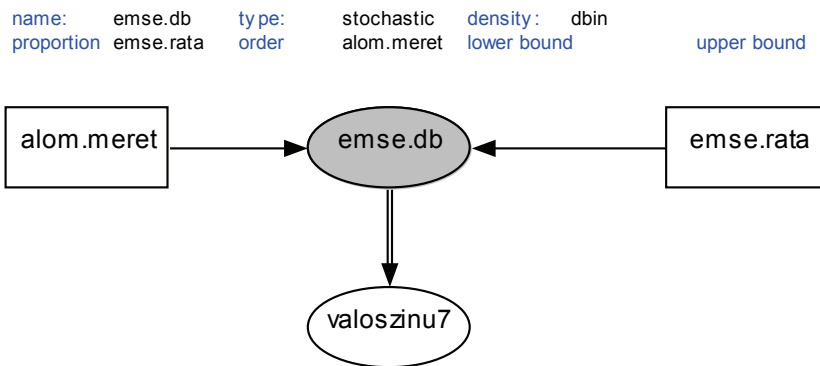 name: emse.db type: stochastic density: dbin
proportion emse.rata order alom.meret lower bound upper bound
alom.meret emse.db emse.rata
valoszinu7